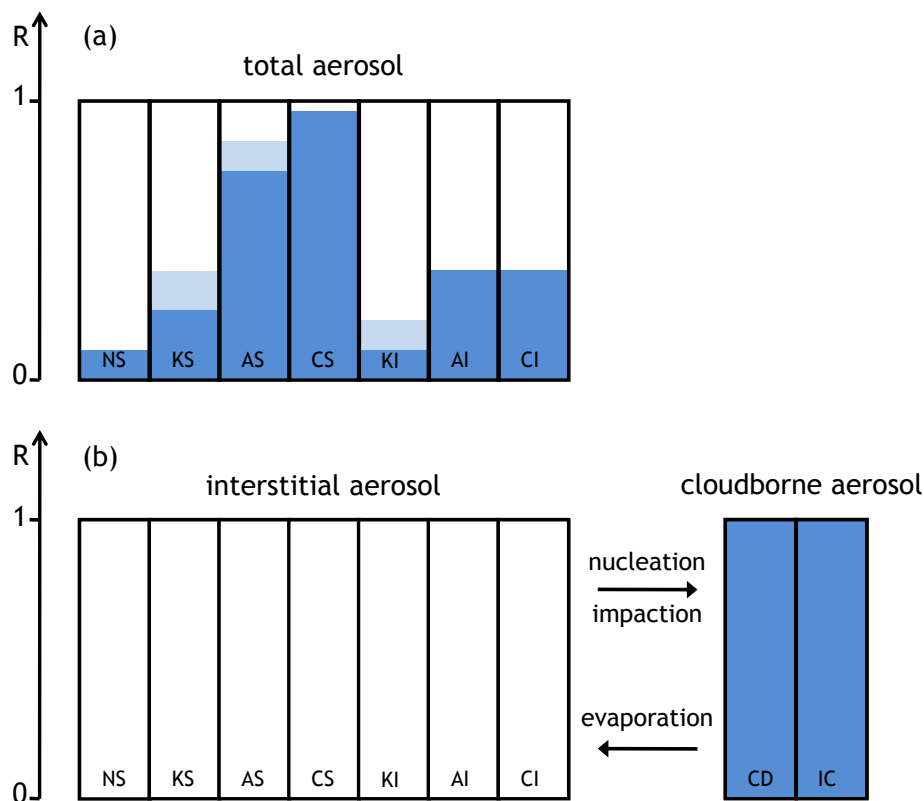 R (a)
total aerosol
1
NS KS AS CS KI AI CI
0
R (b)
interstitial aerosol cloudborne aerosol
1
nucleation
impaction
evaporation
NS KS AS CS KI AI CI CD IC
0